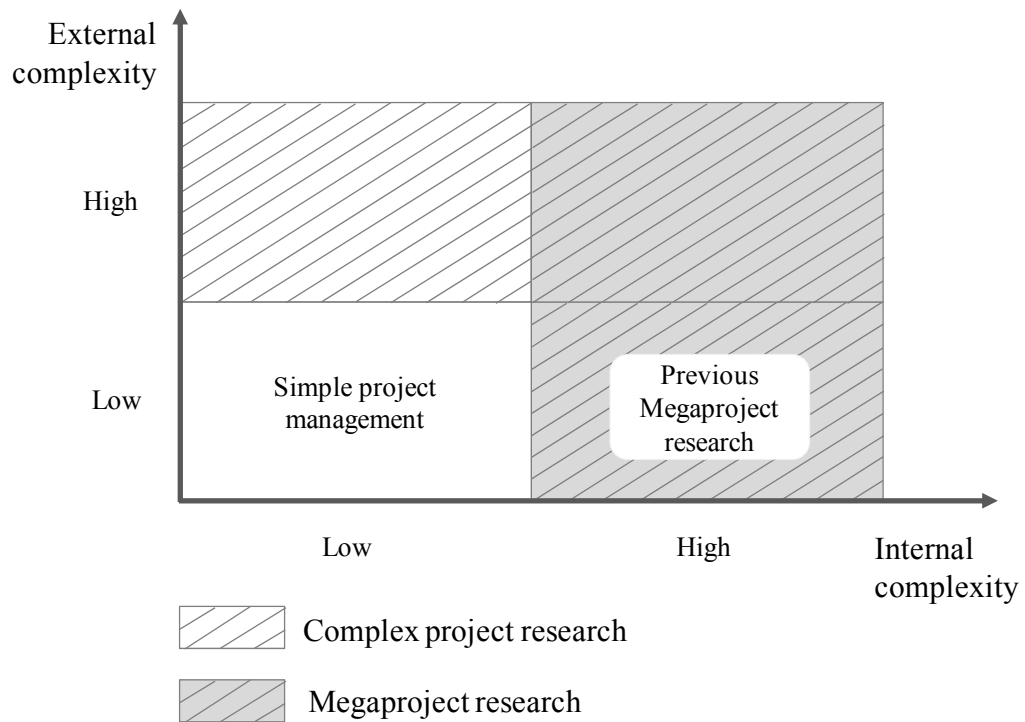 External
complexity
High
Low
Simple project
management
Previous
Megaproject
research
Low
High
Internal
complexity
Complex project research
Megaproject research